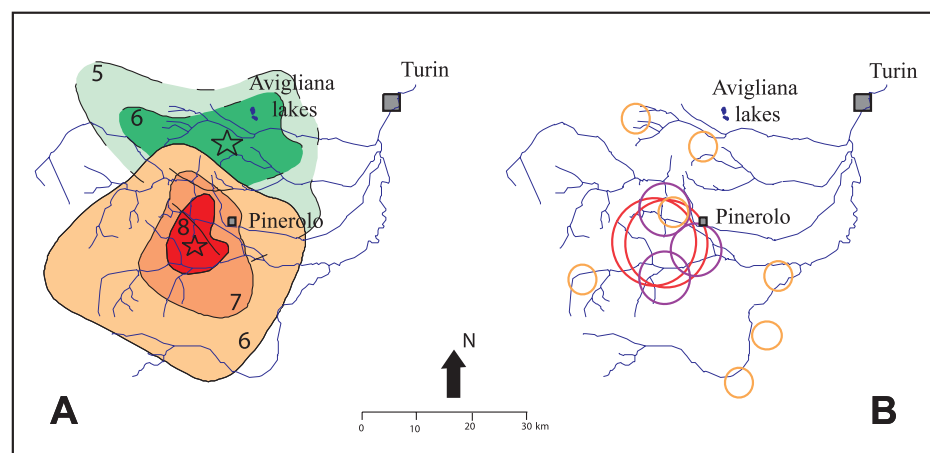 5
6
Avigliana
lakes
Turin
8
Pinerolo
7
6
A
N
0
10
20
30 km
Avigliana
lakes
Turin
Pinerolo
B